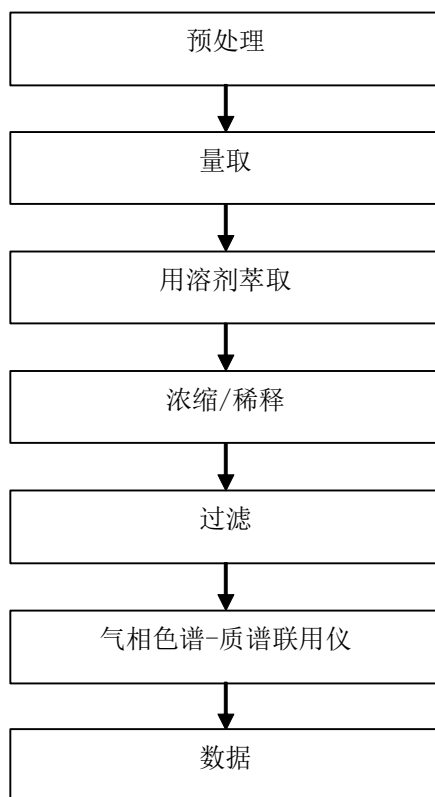 预处理
量取
用溶剂萃取
浓缩/稀释
过滤
气相色谱-质谱联用仪
数据